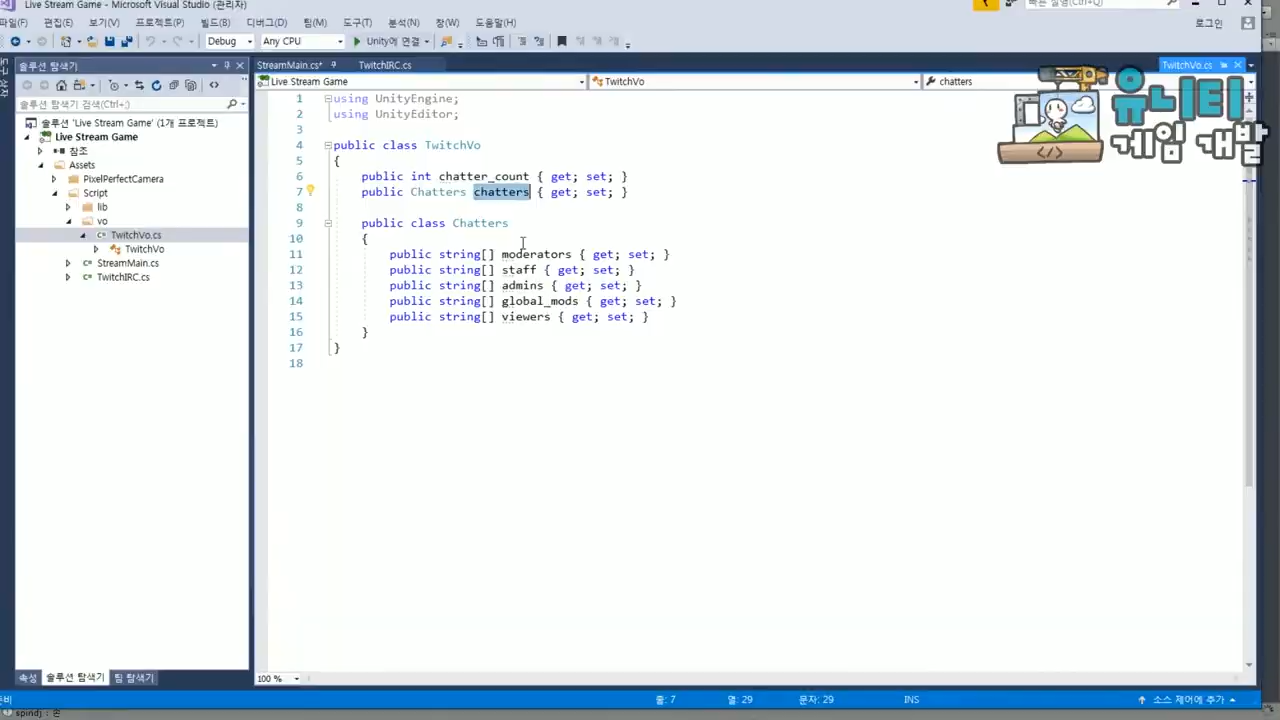 Live Stream Game - Microsoft Visual Studio (관리자)
파일(F) 편집(E) 보기(V) 프로젝트(P) 빌드(B) 디버그(D) 팀(M) 도구(T) 분석(N) 창(W) 도움말(H)
로그인
Debug Any CPU Unity에 연결
솔루션 탐색기
StreamMain.cs* TwitchIRC.cs TwitchVo.cs
Live Stream Game TwitchVo chatters
솔루션 탐색기 검색(Ctrl+;)
솔루션 'Live Stream Game' (1개 프로젝트)
Live Stream Game
참조
Assets
PixelPerfectCamera
Script
lib
vo
TwitchVo.cs
TwitchVo
StreamMain.cs
TwitchIRC.cs
1 using UnityEngine;
2 using UnityEditor;
3
4 public class TwitchVo
5 {
6 public int chatter_count { get; set; }
7 public Chatters chatters { get; set; }
8
9 public class Chatters
10 {
11 public string[] moderators { get; set; }
12 public string[] staff { get; set; }
13 public string[] admins { get; set; }
14 public string[] global_mods { get; set; }
15 public string[] viewers { get; set; }
16 }
17 }
18
유니티
게임 개발
</>
속성 솔루션 탐색기 팀 탐색기
100 %
줄: 7 열: 29 문자: 29 INS 소스 제어에 추가